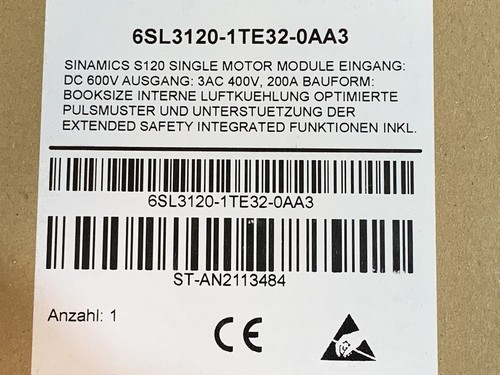 6SL3120-1TE32-0AA3
SINAMICS S120 SINGLE MOTOR MODULE EINGANG:
DC 600V AUSGANG: 3AC 400V, 200A BAUFORM:
BOOKSIZE INTERNE LUFTKUEHLUNG OPTIMIERTE
PULSMUSTER UND UNTERSTUETZUNG DER
EXTENDED SAFETY INTEGRATED FUNKTIONEN INKL.
6SL3120-1TE32-0AA3
ST-AN2113484
Anzahl: 1
CE